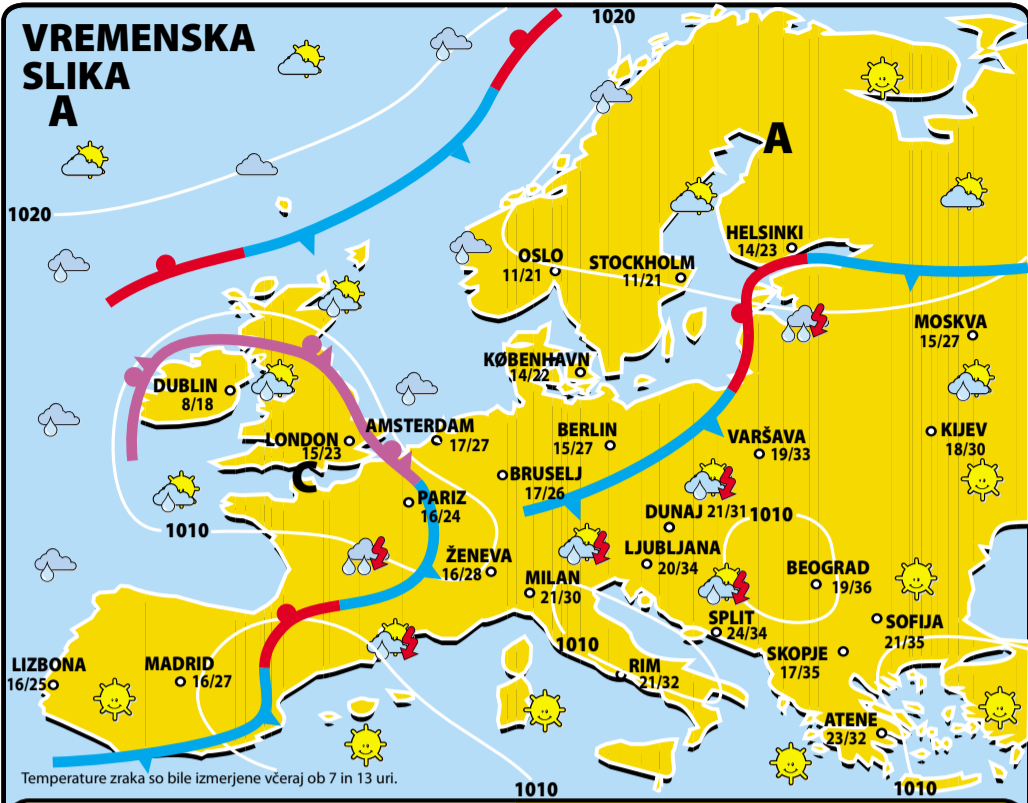 VREMENSKA
SLIKA
A
1020
A
1020
HELSINKI
14/23
OSLO
11/21
STOCKHOLM
11/21
MOSKVA
15/27
KØBENHAVN
14/22
DUBLIN
8/18
LONDON
15/23
AMSTERDAM
17/27
BERLIN
15/27
VARŠAVA
19/33
KIJEV
18/30
C
BRUSELJ
17/26
PARIZ
16/24
DUNAJ 21/31
1010
1010
ŽENEVA
16/28
LJUBLJANA
20/34
MILAN
21/30
BEOGRAD
19/36
SPLIT
24/34
SOFIJA
21/35
1010
SKOPJE
17/35
LIZBONA
16/25
MADRID
16/27
RIM
21/32
ATENE
23/32
Temperature zraka so bile izmerjene včeraj ob 7 in 13 uri.
1010
1010